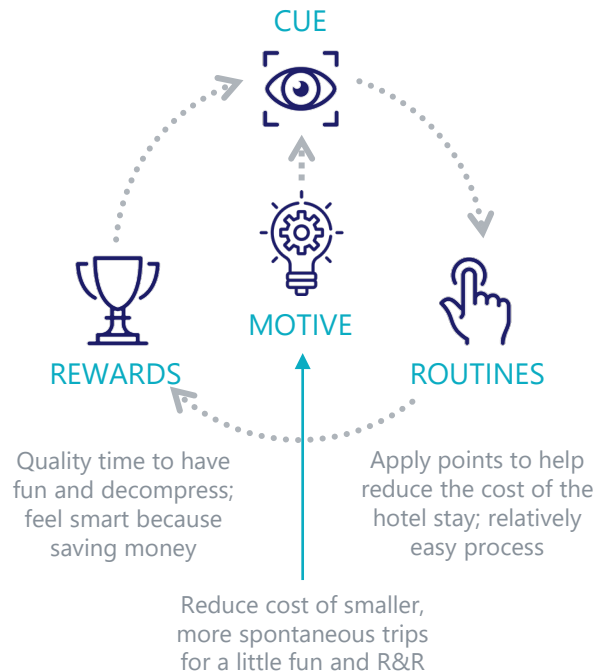 CUE
MOTIVE
REWARDS
ROUTINES
Quality time to have
fun and decompress;
feel smart because
saving money
Apply points to help
reduce the cost of the
hotel stay; relatively
easy process
Reduce cost of smaller,
more spontaneous trips
for a little fun and R&R